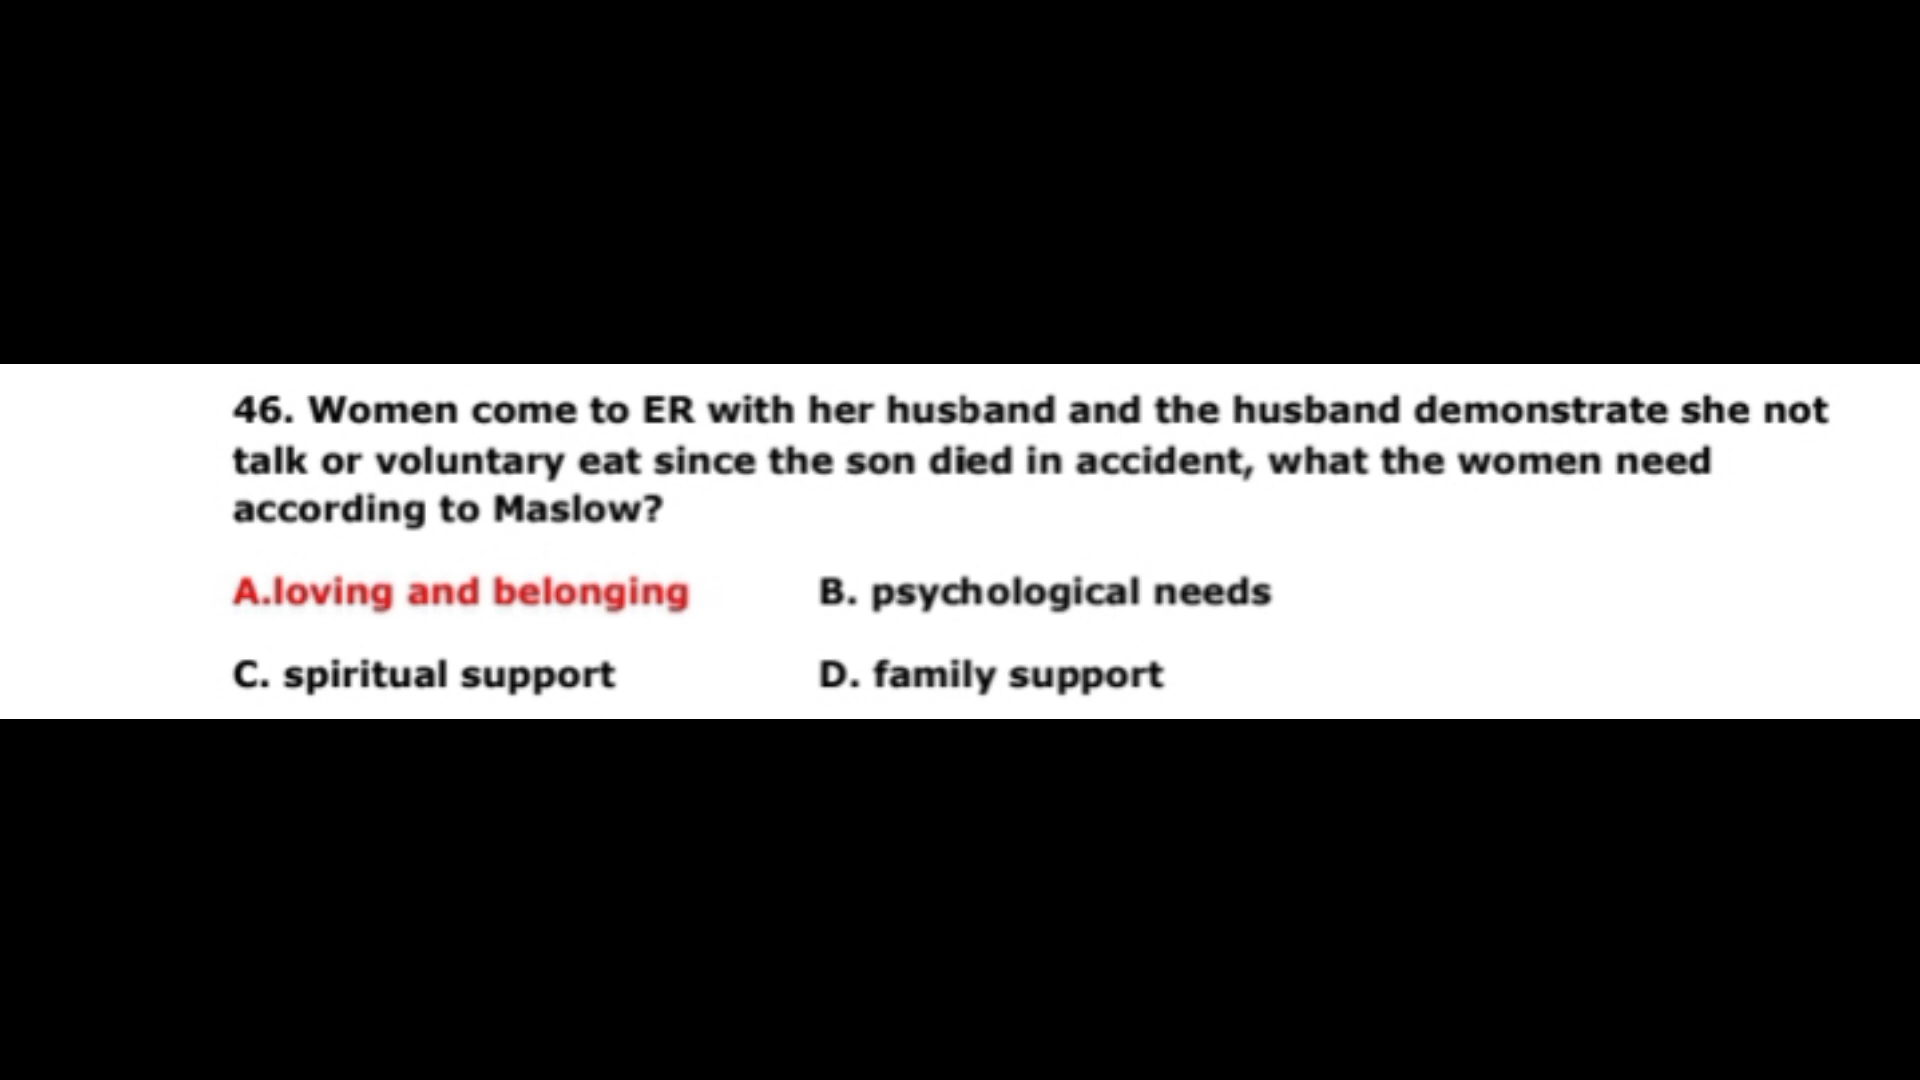 46. Women come to ER with her husband and the husband demonstrate she not
talk or voluntary eat since the son died in accident, what the women need
according to Maslow?
A.loving and belonging B. psychological needs
C. spiritual support D. family support